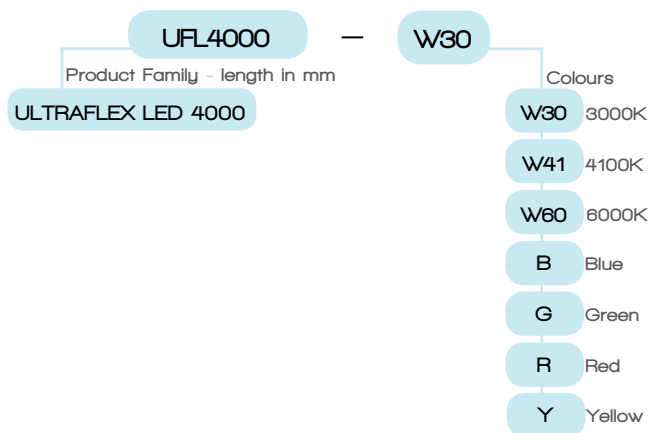 UFL4000 – W30
Product Family - length in mm
Colours
ULTRAFLEX LED 4000
W30 3000K
W41 4100K
W60 6000K
B Blue
G Green
R Red
Y Yellow